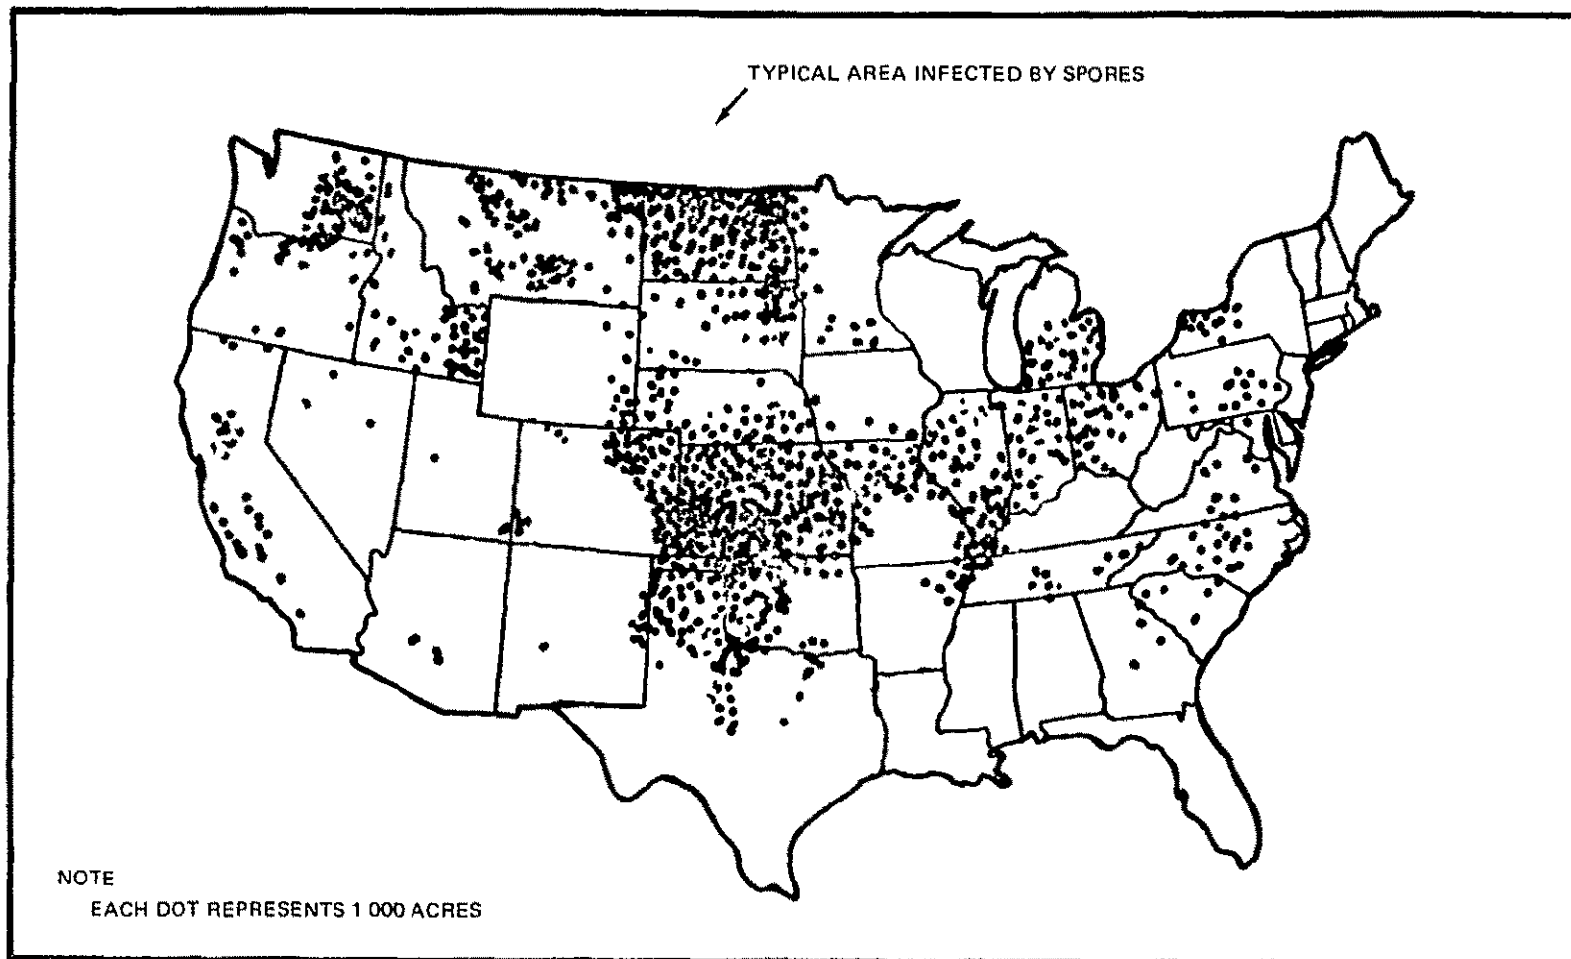 TYPICAL AREA INFECTED BY SPORES
NOTE
EACH DOT REPRESENTS 1 000 ACRES